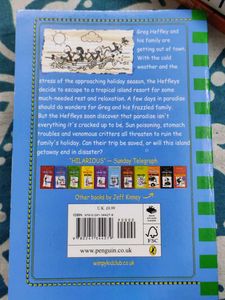 Greg Heffley and
his family are
getting out of town.
With the cold
weather and the
stress of the approaching holiday season, the Heffleys
decide to escape to a tropical island resort for some
much-needed rest and relaxation. A few days in paradise
should do wonders for Greg and his frazzled family.
But the Heffleys soon discover that paradise isn't
everything it's cracked up to be. Sun poisoning, stomach
troubles and venomous critters all threaten to ruin the
family's holiday. Can their trip be saved, or will this island
getaway end in disaster?
"HILARIOUS" – Sunday Telegraph
Other books by Jeff Kinney
PUFFIN
FSC
www.penguin.co.uk
wimpykidclub.co.uk